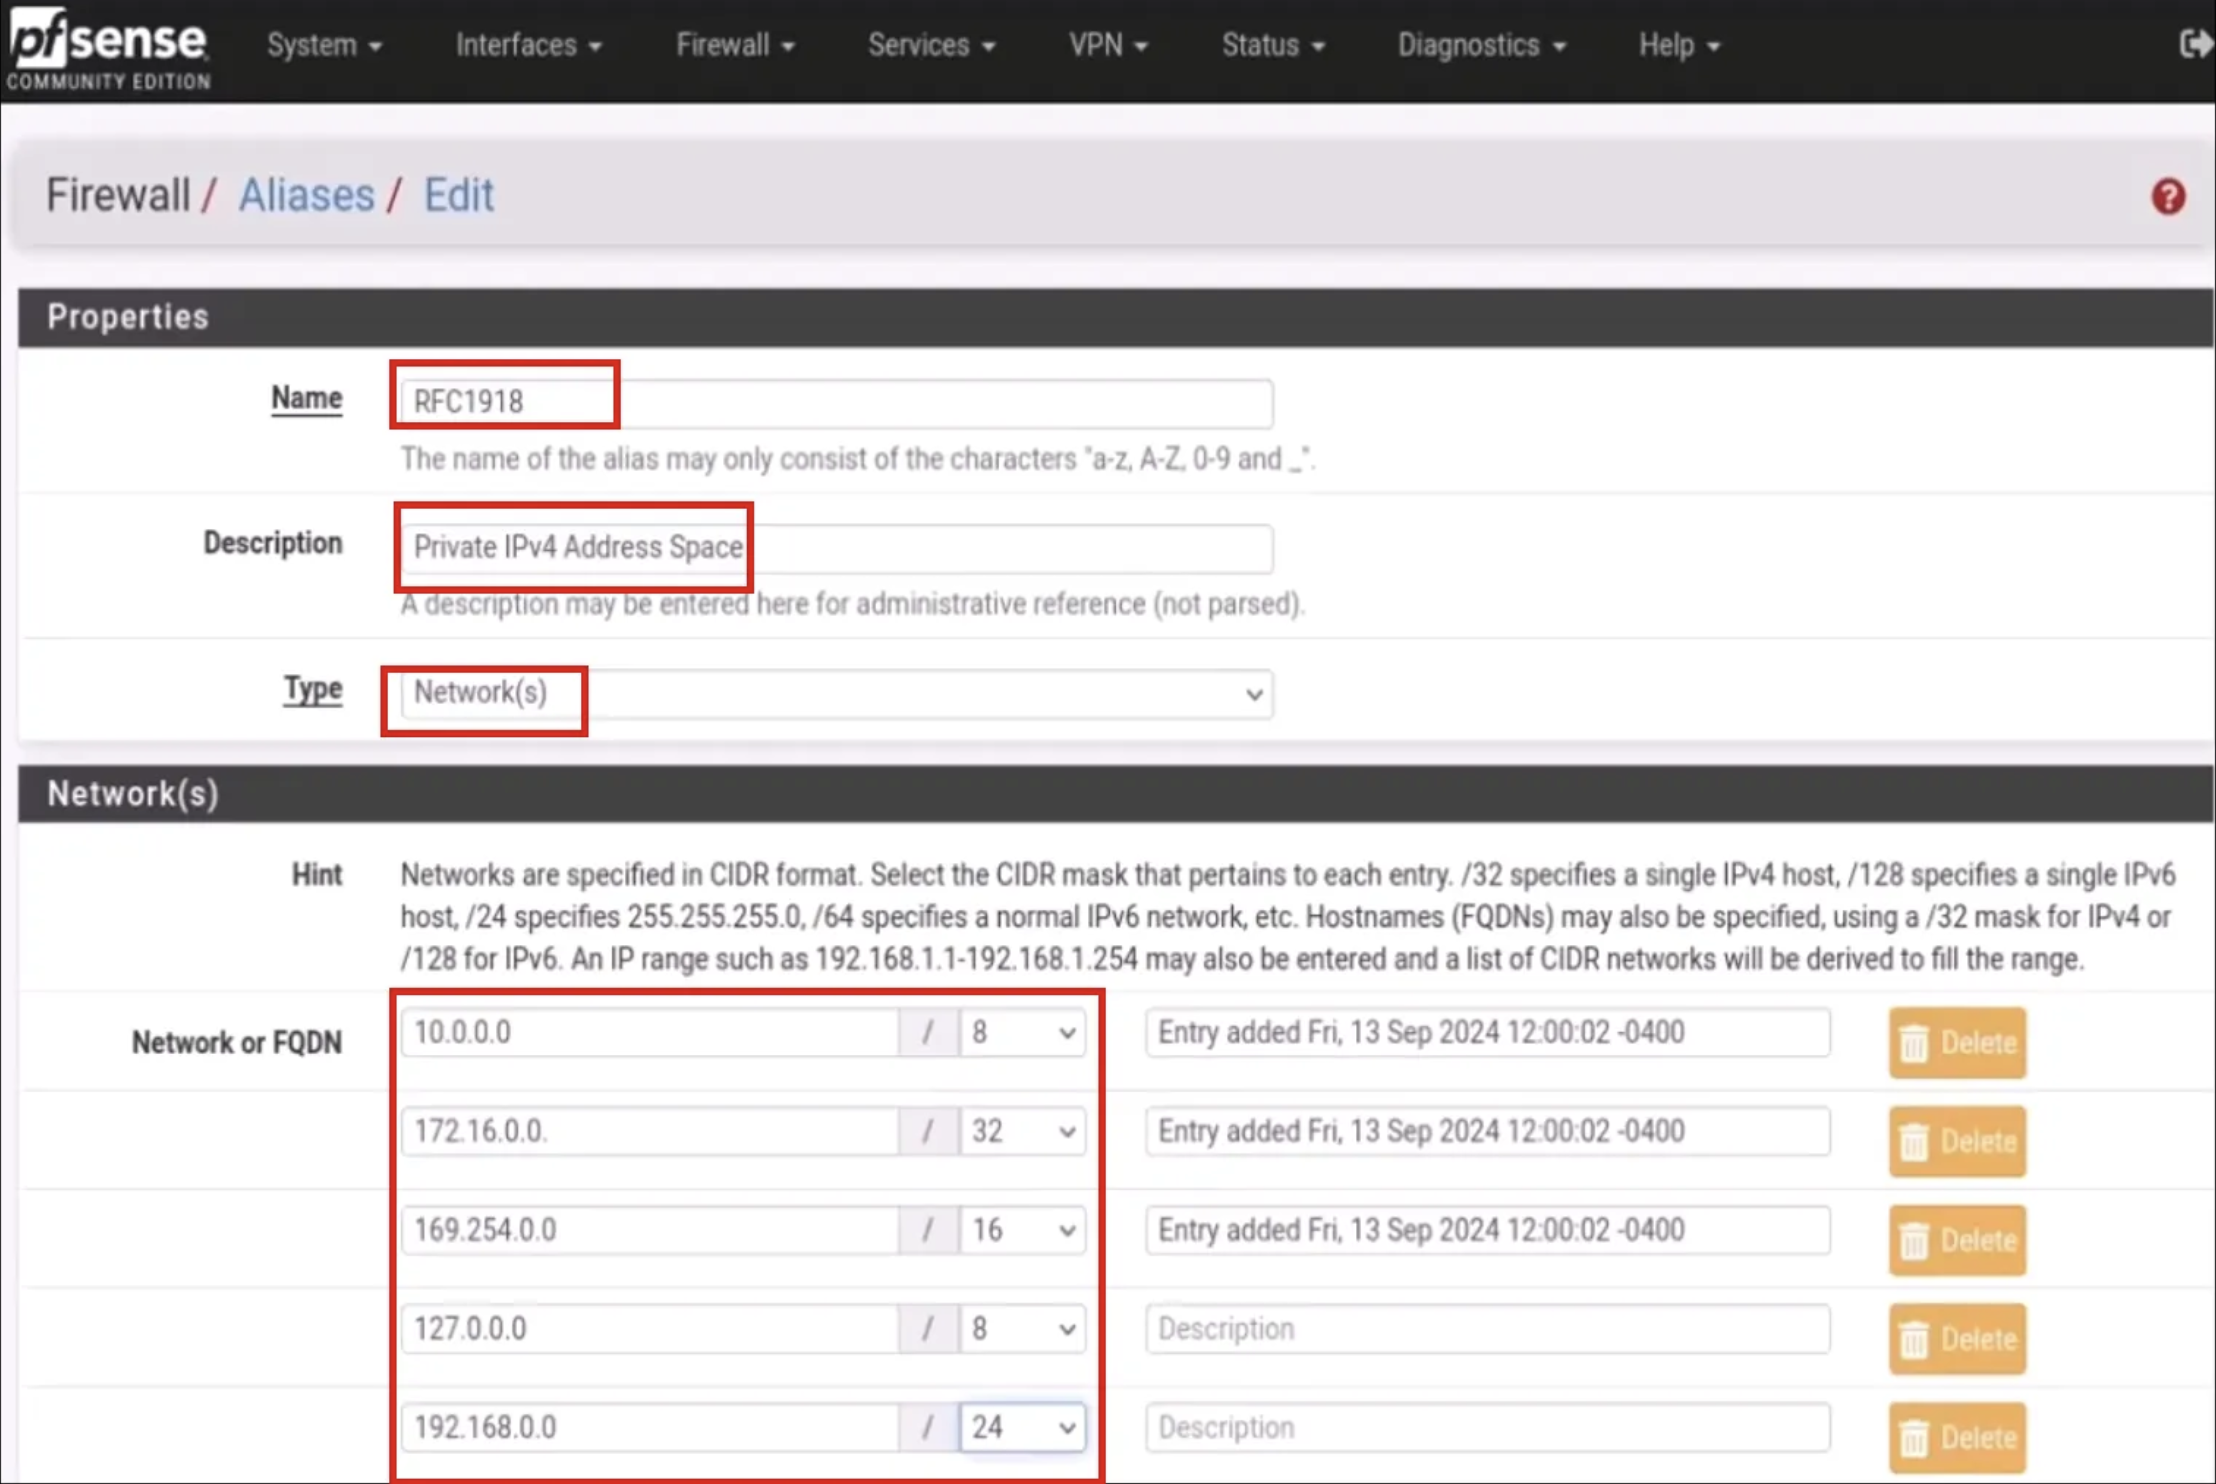 pfsense
COMMUNITY EDITION
System Interfaces Firewall Services VPN Status Diagnostics Help
Firewall / Aliases / Edit
?
Properties
Name
RFC1918
The name of the alias may only consist of the characters "a-z, A-Z, 0-9 and _".
Description
Private IPv4 Address Space
A description may be entered here for administrative reference (not parsed).
Type
Network(s)
Network(s)
Hint
Networks are specified in CIDR format. Select the CIDR mask that pertains to each entry. /32 specifies a single IPv4 host, /128 specifies a single IPv6
host, /24 specifies 255.255.255.0, /64 specifies a normal IPv6 network, etc. Hostnames (FQDNs) may also be specified, using a /32 mask for IPv4 or
/128 for IPv6. An IP range such as 192.168.1.1-192.168.1.254 may also be entered and a list of CIDR networks will be derived to fill the range.
Network or FQDN
10.0.0.0 / 8 Entry added Fri, 13 Sep 2024 12:00:02 -0400 Delete
172.16.0.0. / 32 Entry added Fri, 13 Sep 2024 12:00:02 -0400 Delete
169.254.0.0 / 16 Entry added Fri, 13 Sep 2024 12:00:02 -0400 Delete
127.0.0.0 / 8 Description Delete
192.168.0.0 / 24 Description Delete